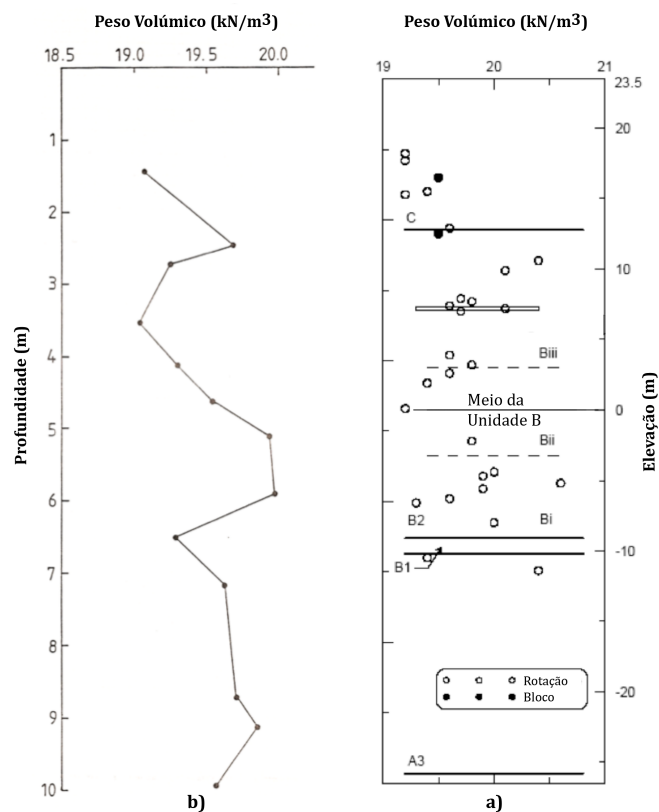 Peso Volúmico (kN/m3)
18.5 19.0 19.5 20.0
1
2
3
4
5
6
7
8
9
10
Profundidade (m)
b)
Peso Volúmico (kN/m3)
19 20 21
23.5
20
C
10
Biii
Meio da
Unidade B
0
Bii
B2
Bi
-10
B1
Rotação
Bloco
-20
A3
Elevação (m)
a)